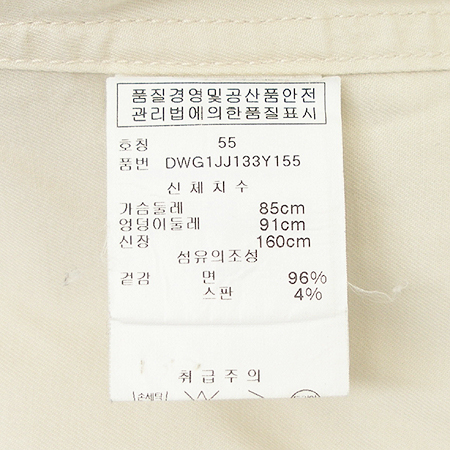 품질경영및공산품안전
관리법에의한품질표시
호칭 55
품번 DWG1JJ133Y155
신체치수
가슴둘레 85cm
엉덩이둘레 91cm
신장 160cm
섬유의조성
겉감 면 96%
스판 4%
취급주의
손세탁